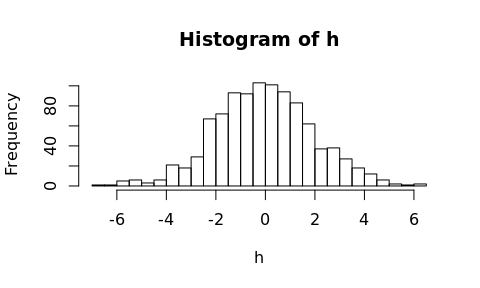 Histogram of h
Frequency
80
40
0
-6 -4 -2 0 2 4 6
h